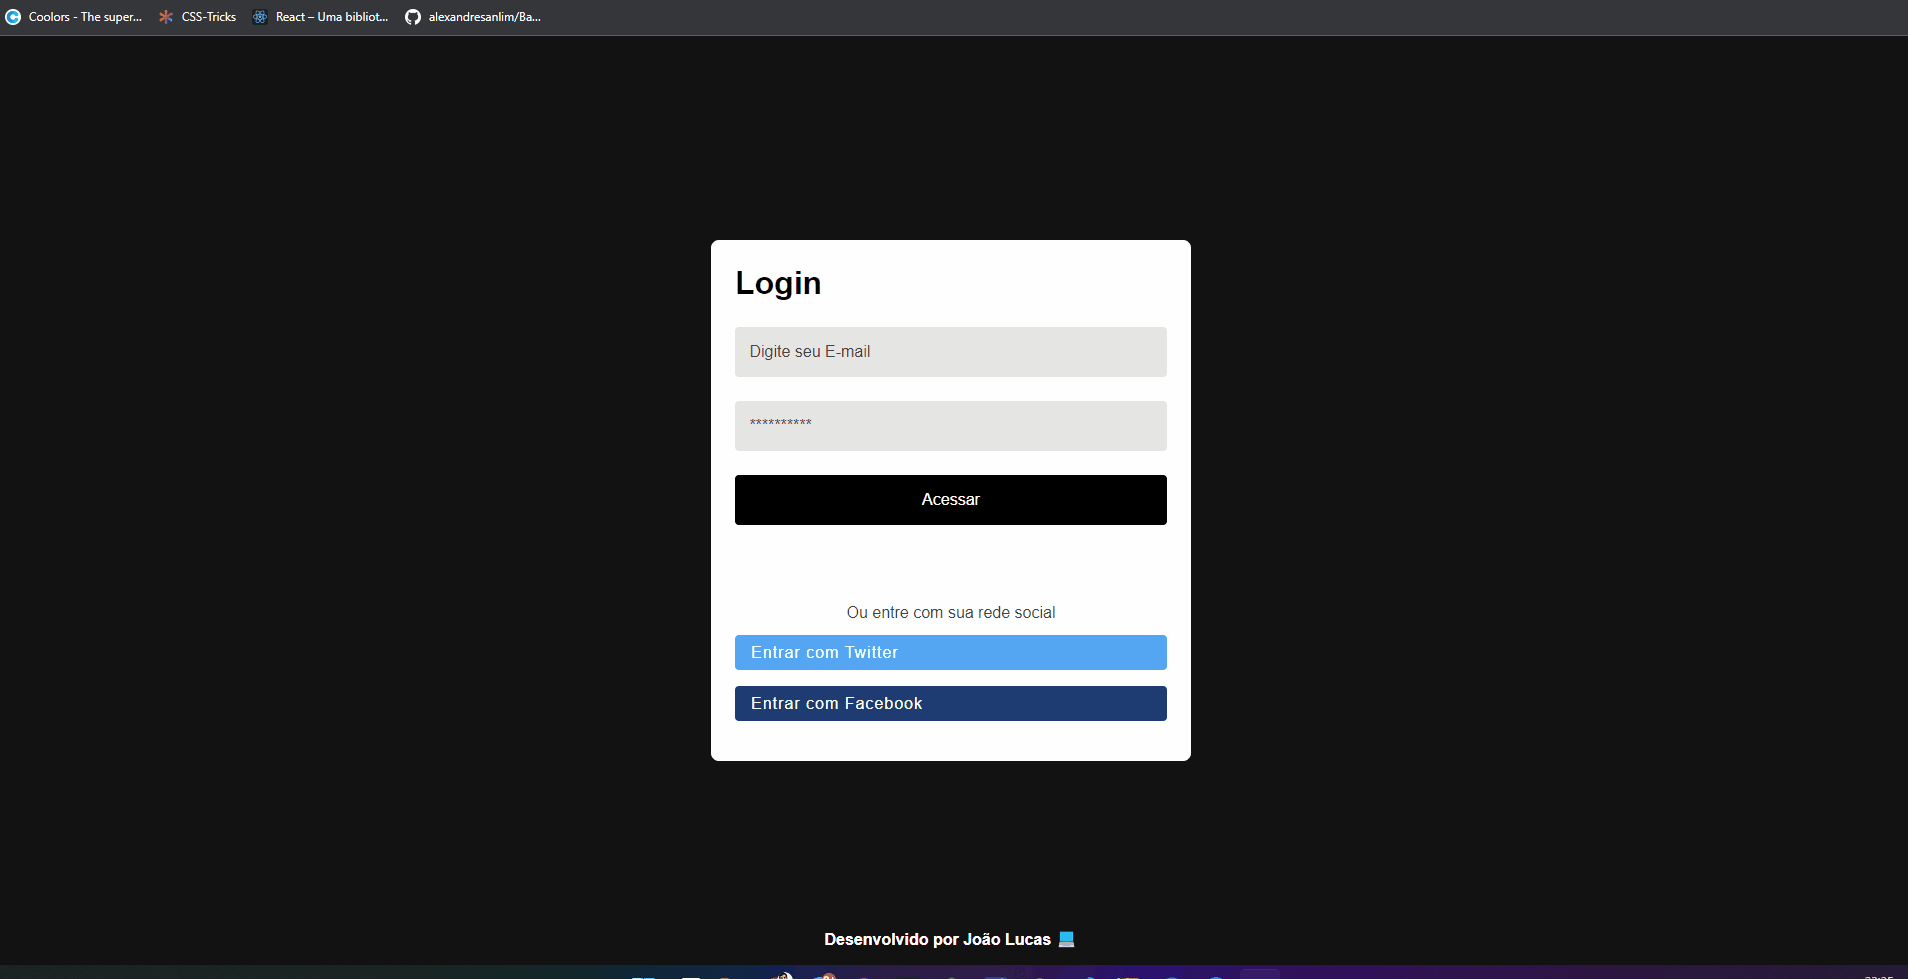 Coolors - The super...
CSS-Tricks
React – Uma bibliot...
alexandresanlim/Ba...
Login
Digite seu E-mail
**********
Acessar
Ou entre com sua rede social
Entrar com Twitter
Entrar com Facebook
Desenvolvido por João Lucas 💻